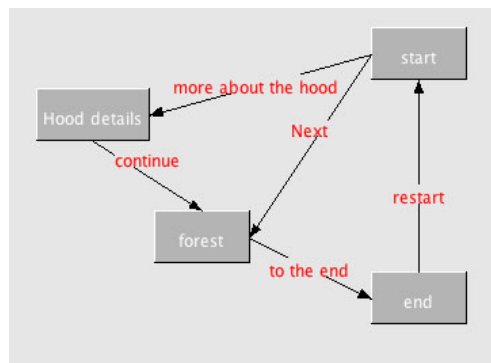 start
more about the hood
Hood details
Next
continue
restart
forest
to the end
end